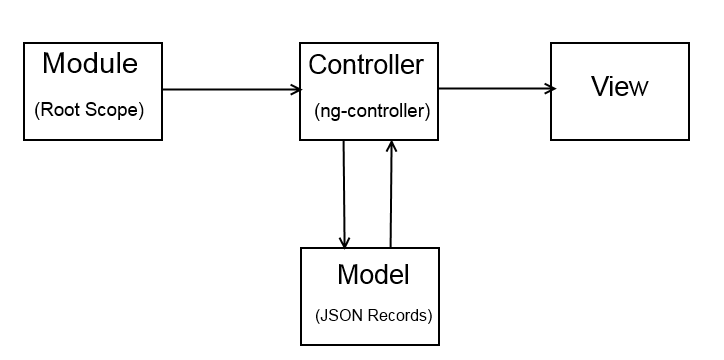 Module
(Root Scope)
Controller
(ng-controller)
View
Model
(JSON Records)